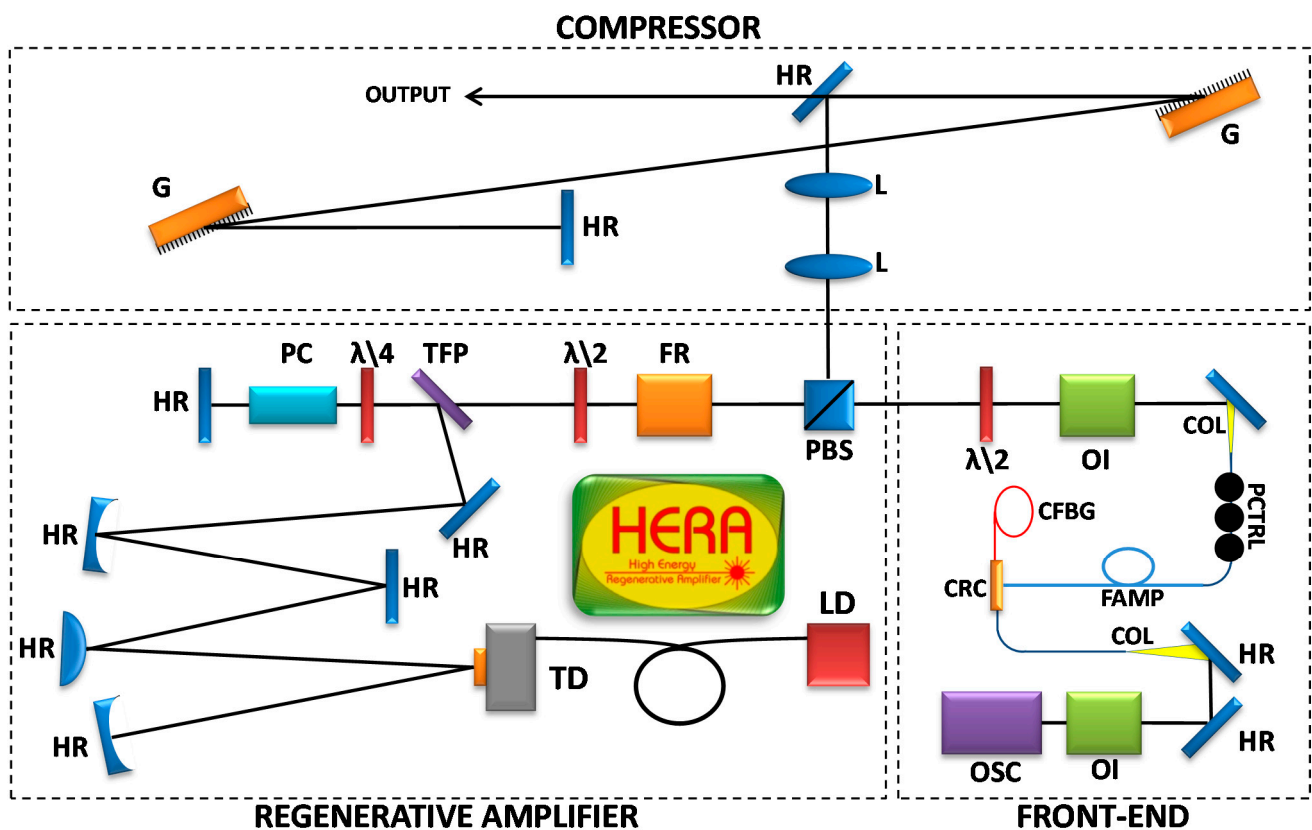 COMPRESSOR
HR
OUTPUT
G
G
L
HR
L
PC
λ\4
TFP
λ\2
FR
HR
PBS
λ\2
OI
COL
PCTRL
CFBG
HR
HR
HERA
High Energy
Regenerative Amplifier
HR
CRC
FAMP
LD
HR
COL
HR
TD
HR
OSC
OI
HR
REGENERATIVE AMPLIFIER
FRONT-END